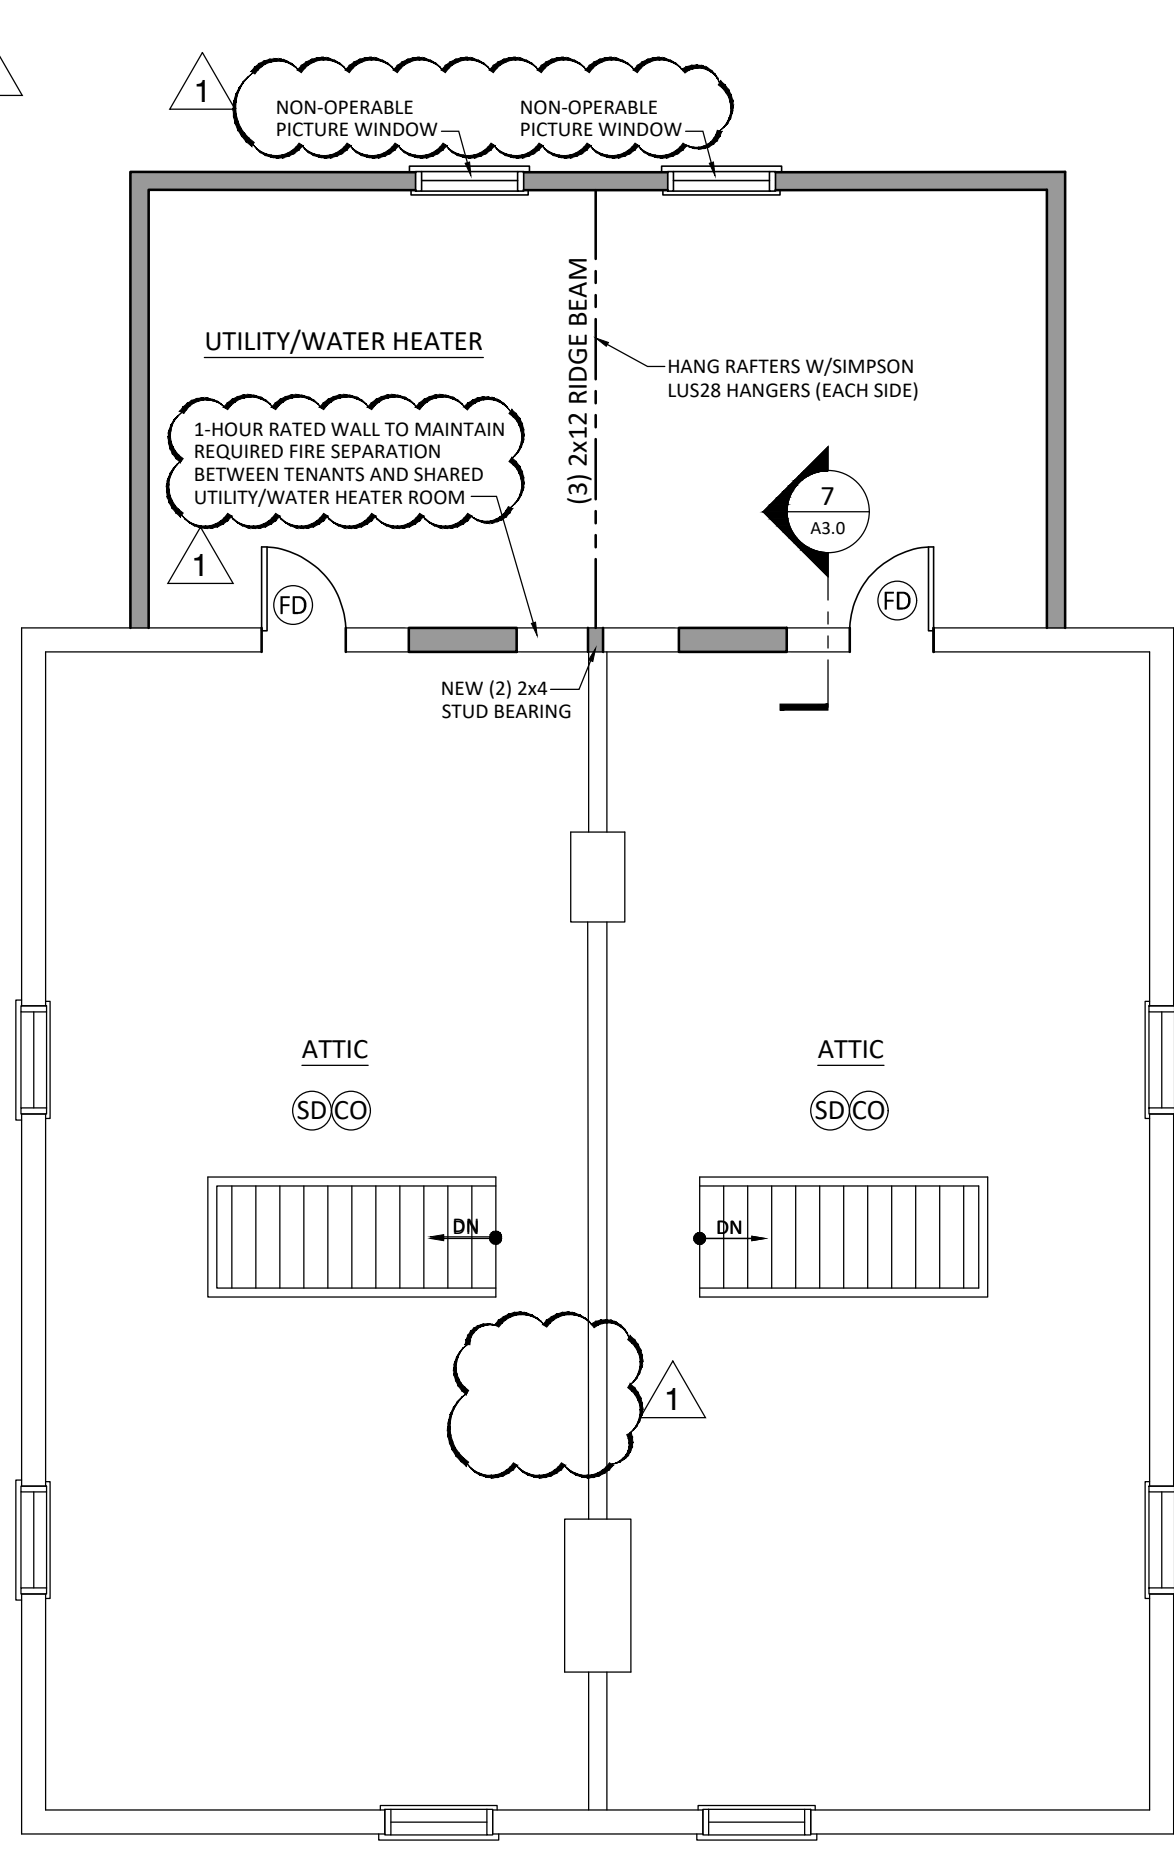 1
NON-OPERABLE
PICTURE WINDOW
NON-OPERABLE
PICTURE WINDOW
UTILITY/WATER HEATER
(3) 2x12 RIDGE BEAM
HANG RAFTERS W/SIMPSON
LUS28 HANGERS (EACH SIDE)
1-HOUR RATED WALL TO MAINTAIN
REQUIRED FIRE SEPARATION
BETWEEN TENANTS AND SHARED
UTILITY/WATER HEATER ROOM
1
7
A3.0
FD
FD
NEW (2) 2x4
STUD BEARING
ATTIC
SD CO
ATTIC
SD CO
DN
DN
1